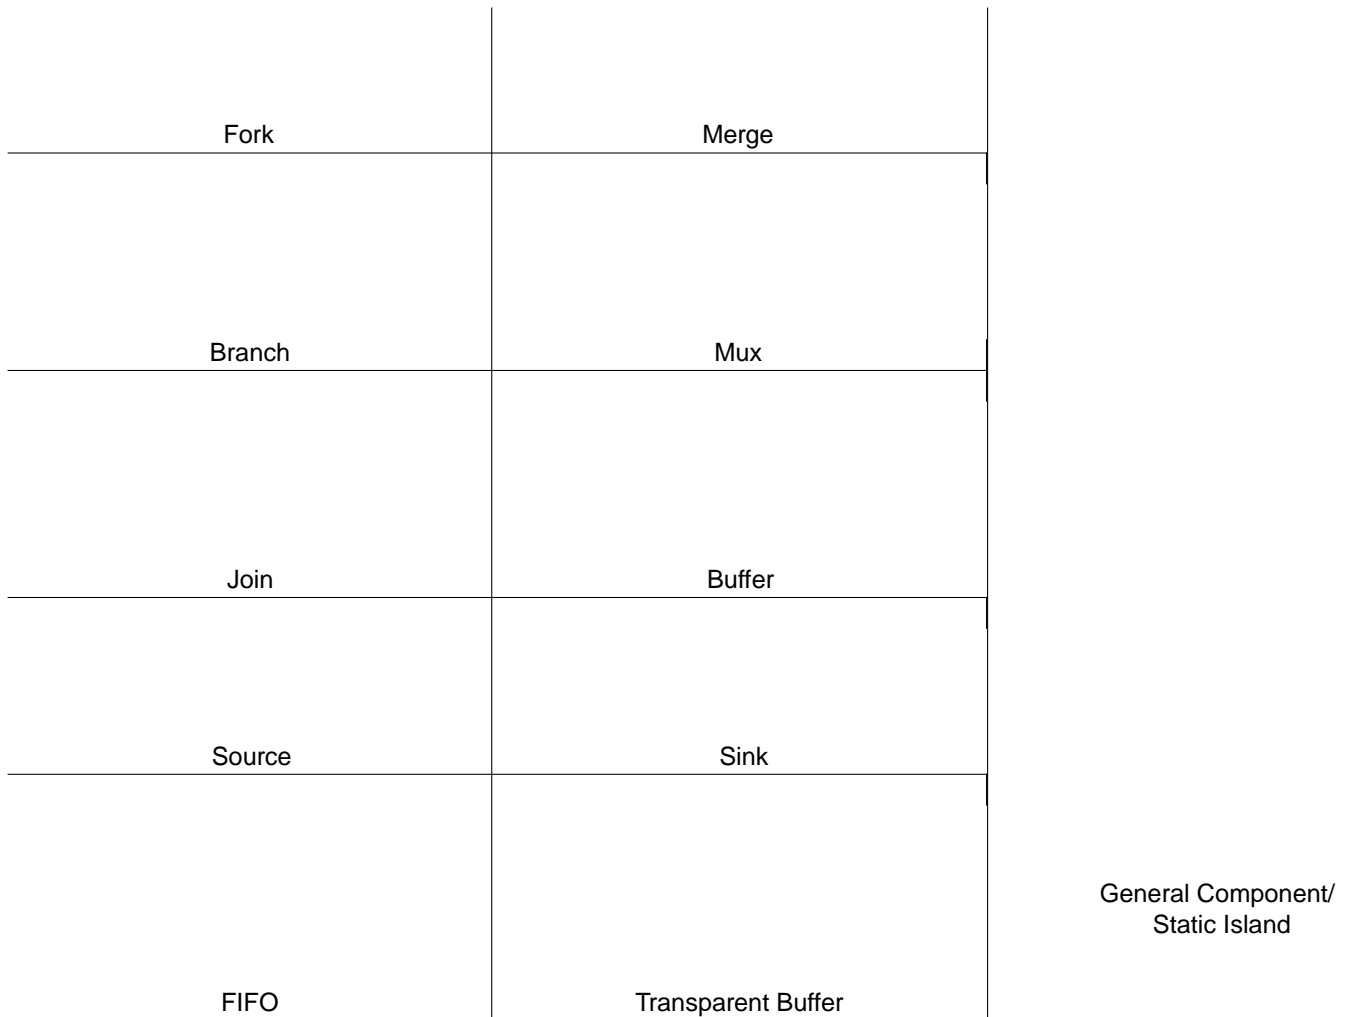 Fork
Merge
Branch
Mux
Join
Buffer
Source
Sink
General Component/
Static Island
FIFO
Transparent Buffer